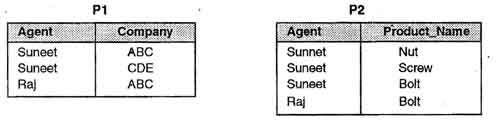 P1
Agent Company
Suneet ABC
Suneet CDE
Raj ABC
P2
Agent Product_Name
Sunnet Nut
Suneet Screw
Suneet Bolt
Raj Bolt